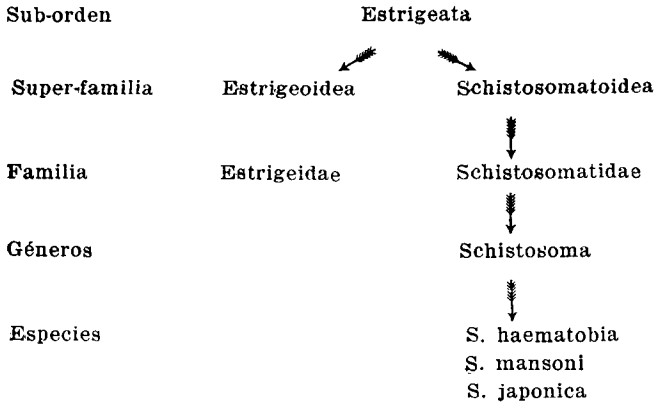 Sub-orden Estrigeata
Super-familia Estrigeoidea Schistosomatoidea
Familia Estrigeidae Schistosomatidae
Géneros Schistosoma
Especies S. haematobia
S. mansoni
S. japonica